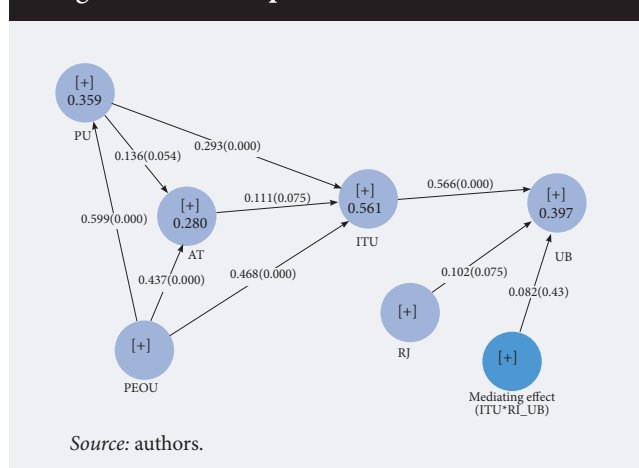 [+]
0.359
PU
0.136(0.054)
0.293(0.000)
[+]
0.280
AT
0.111(0.075)
[+]
0.561
ITU
0.566(0.000)
[+]
0.397
UB
0.599(0.000)
0.437(0.000)
0.468(0.000)
0.102(0.075)
0.082(0.43)
[+]
RJ
[+]
PEOU
[+]
Mediating effect
(ITU*RI_UB)
Source: authors.